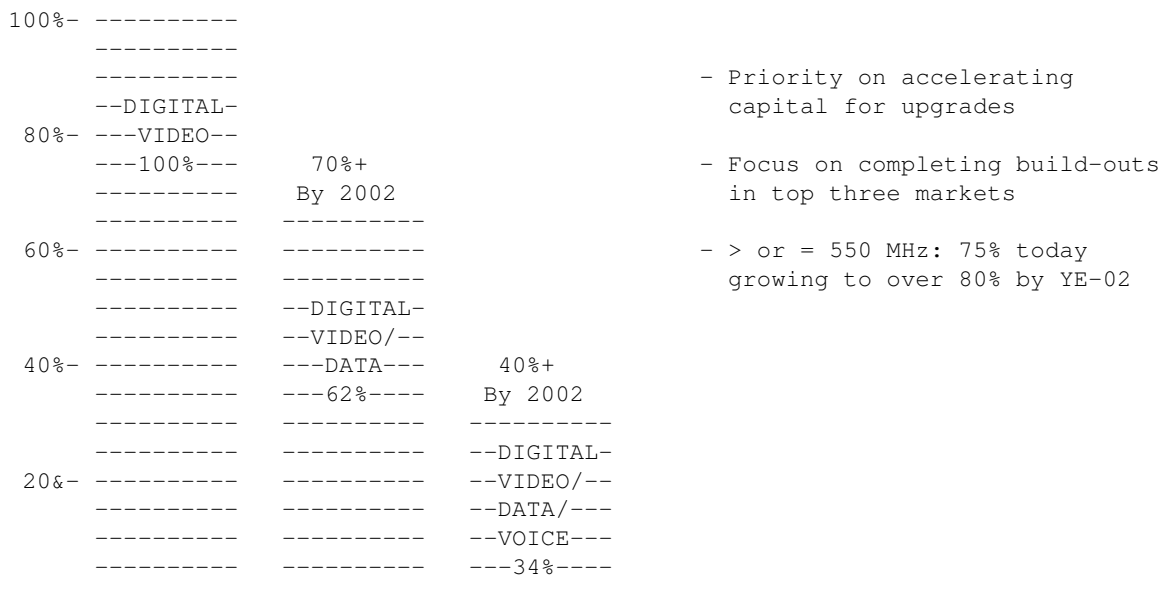 100%- ----------
----------
---------- - Priority on accelerating
--DIGITAL- capital for upgrades
80%- ---VIDEO--
---100%--- 70%+ - Focus on completing build-outs
---------- By 2002 in top three markets
---------- ----------
60%- ---------- ---------- - > or = 550 MHz: 75% today
---------- ---------- growing to over 80% by YE-02
---------- --DIGITAL-
---------- --VIDEO/--
40%- ---------- ---DATA--- 40%+
---------- ---62%---- By 2002
---------- ---------- ----------
---------- ---------- --DIGITAL-
20&- ---------- ---------- --VIDEO/--
---------- ---------- --DATA/---
---------- ---------- --VOICE---
---------- ---------- ---34%----